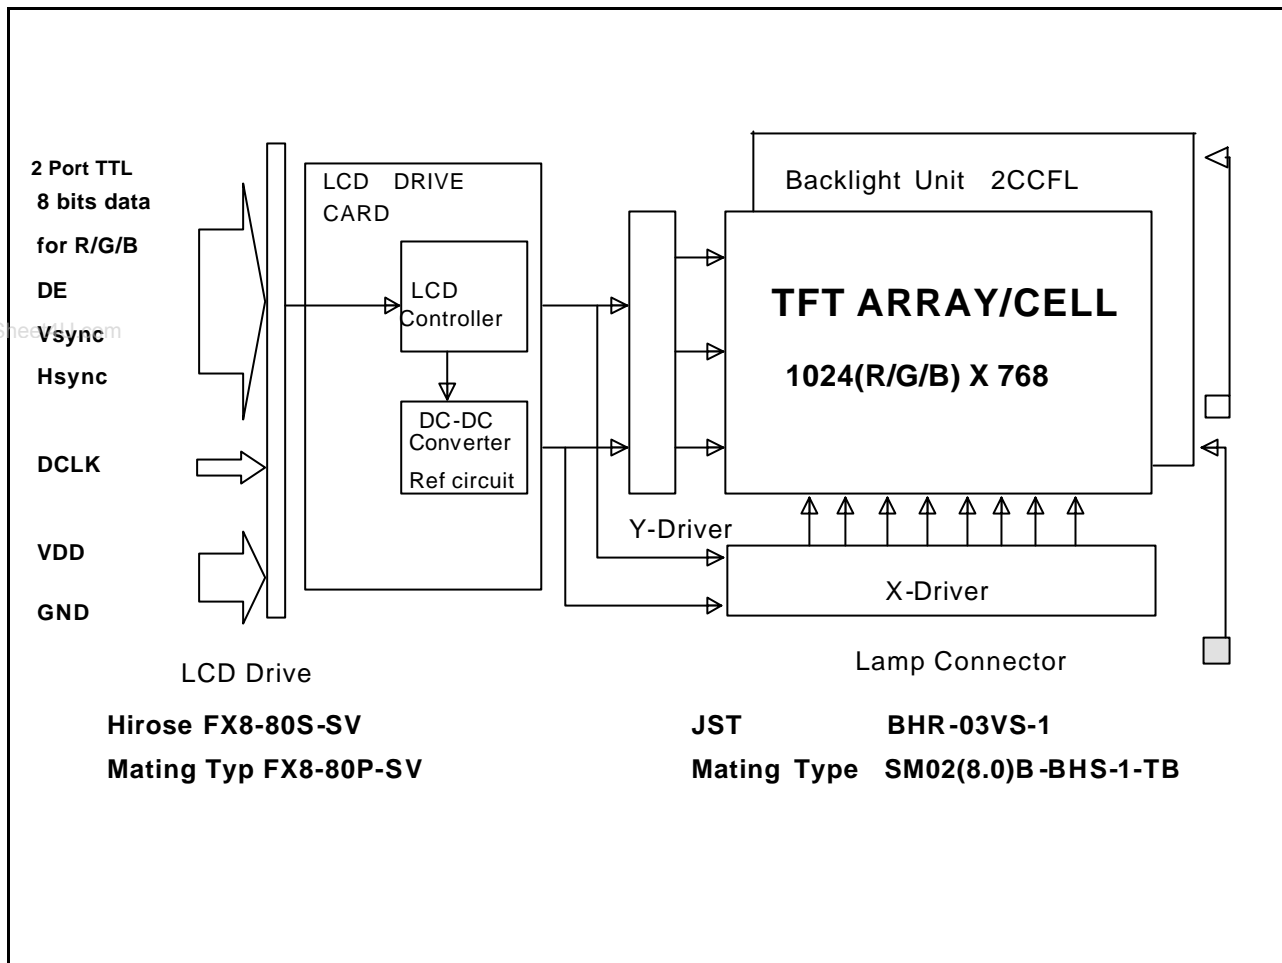 2 Port TTL
8 bits data
for R/G/B
DE
Vsync
Hsync
DCLK
VDD
GND
LCD DRIVE
CARD
LCD
Controller
DC-DC
Converter
Ref circuit
Y-Driver
Backlight Unit 2CCFL
TFT ARRAY/CELL
1024(R/G/B) X 768
X-Driver
LCD Drive
Hirose FX8-80S-SV
Mating Typ FX8-80P-SV
Lamp Connector
JST BHR-03VS-1
Mating Type SM02(8.0)B-BHS-1-TB